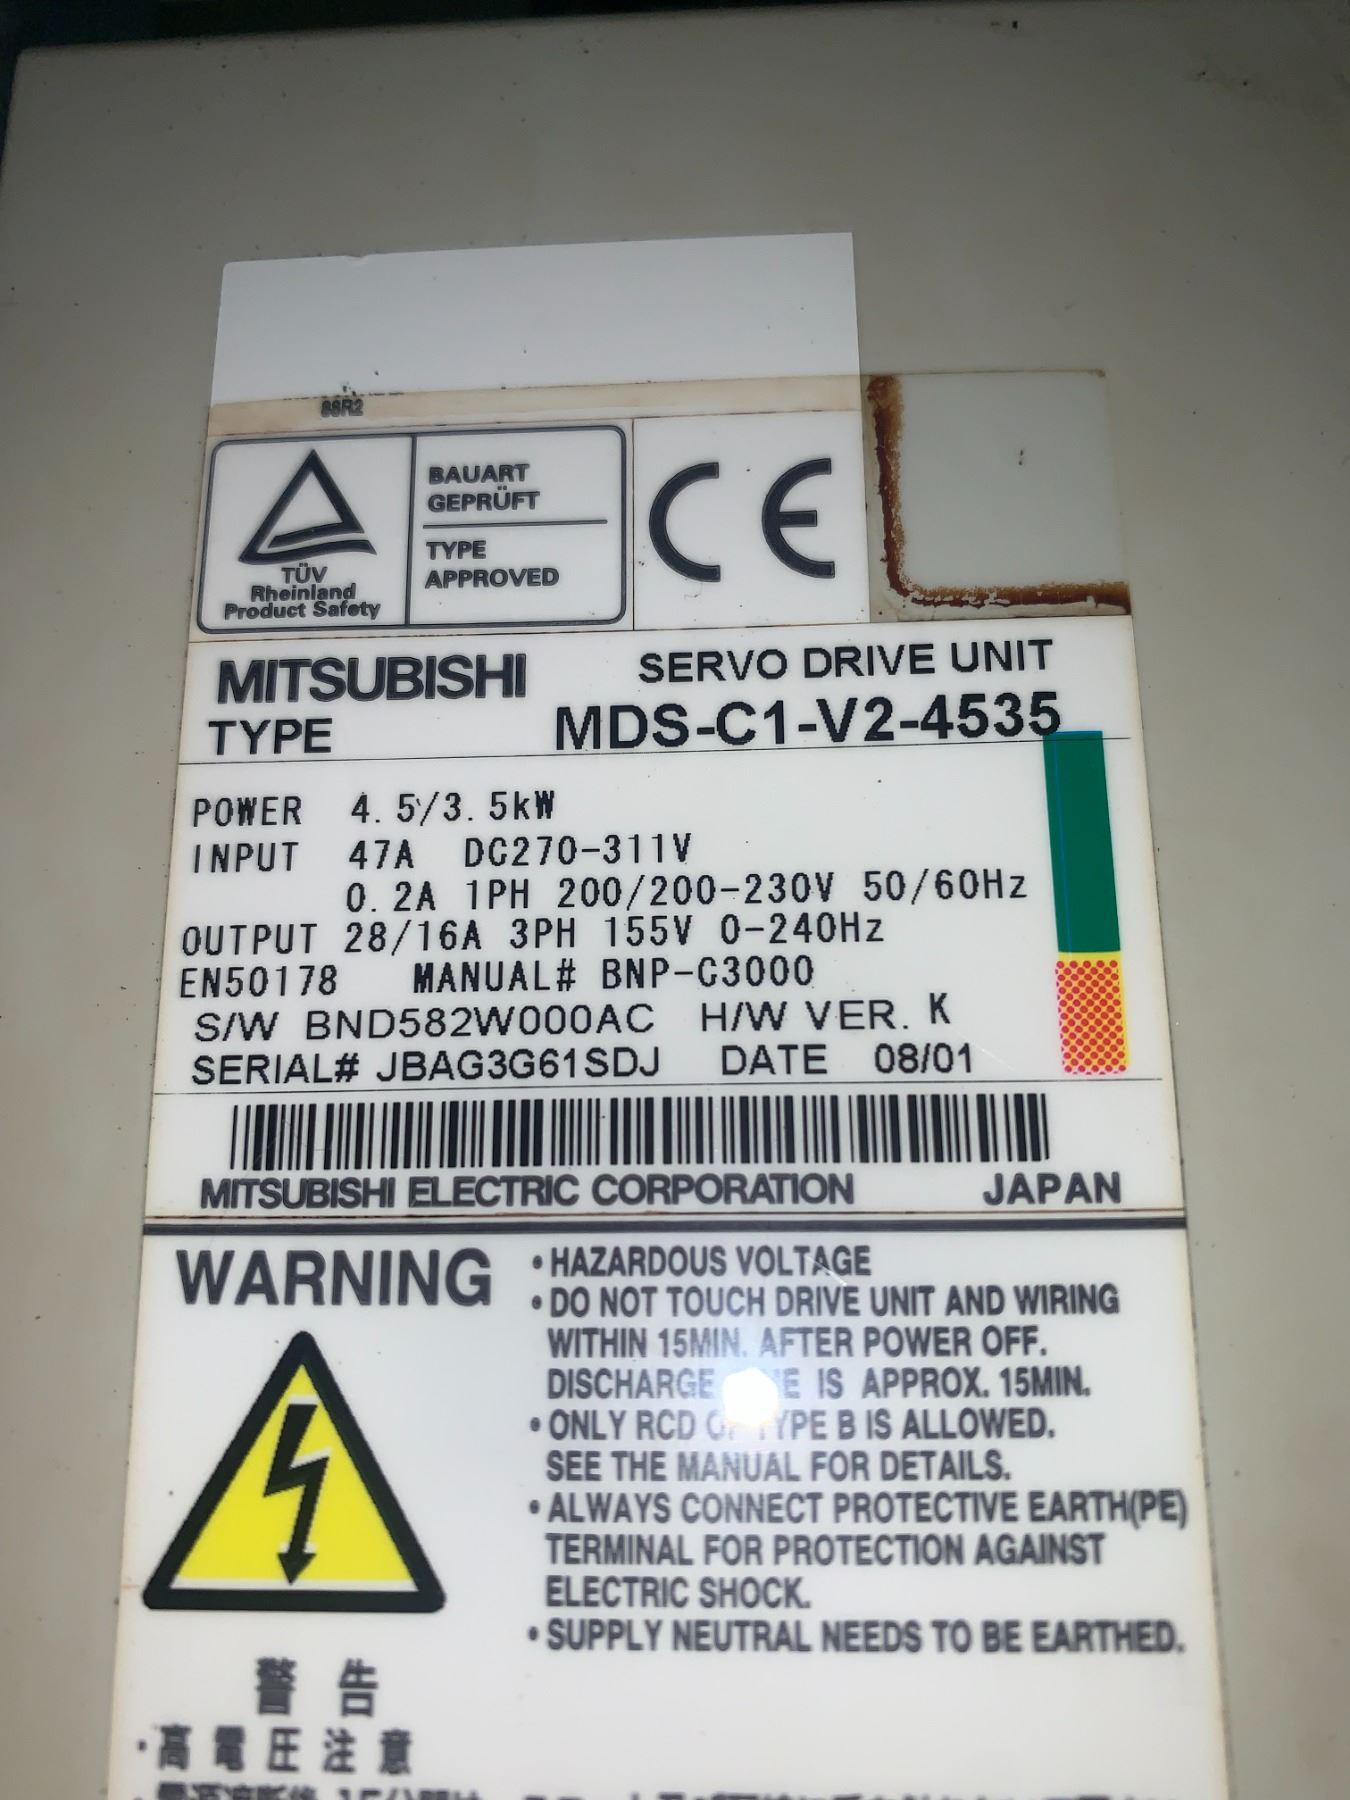 86R2
TÜV
Rheinland
Product Safety
BAUART
GEPRÜFT
TYPE
APPROVED
CE
MITSUBISHI SERVO DRIVE UNIT
TYPE MDS-C1-V2-4535
POWER 4.5/3.5kW
INPUT 47A DC270-311V
0.2A 1PH 200/200-230V 50/60Hz
OUTPUT 28/16A 3PH 155V 0-240Hz
EN50178 MANUAL# BNP-C3000
S/W BND582W000AC H/W VER. K
SERIAL# JBAG3G61SDJ DATE 08/01
MITSUBISHI ELECTRIC CORPORATION JAPAN
WARNING
• HAZARDOUS VOLTAGE
• DO NOT TOUCH DRIVE UNIT AND WIRING
WITHIN 15MIN. AFTER POWER OFF.
DISCHARGE IS APPROX. 15MIN.
• ONLY RCD OF TYPE B IS ALLOWED.
SEE THE MANUAL FOR DETAILS.
• ALWAYS CONNECT PROTECTIVE EARTH(PE)
TERMINAL FOR PROTECTION AGAINST
ELECTRIC SHOCK.
• SUPPLY NEUTRAL NEEDS TO BE EARTHED.
警告
・高電圧注意